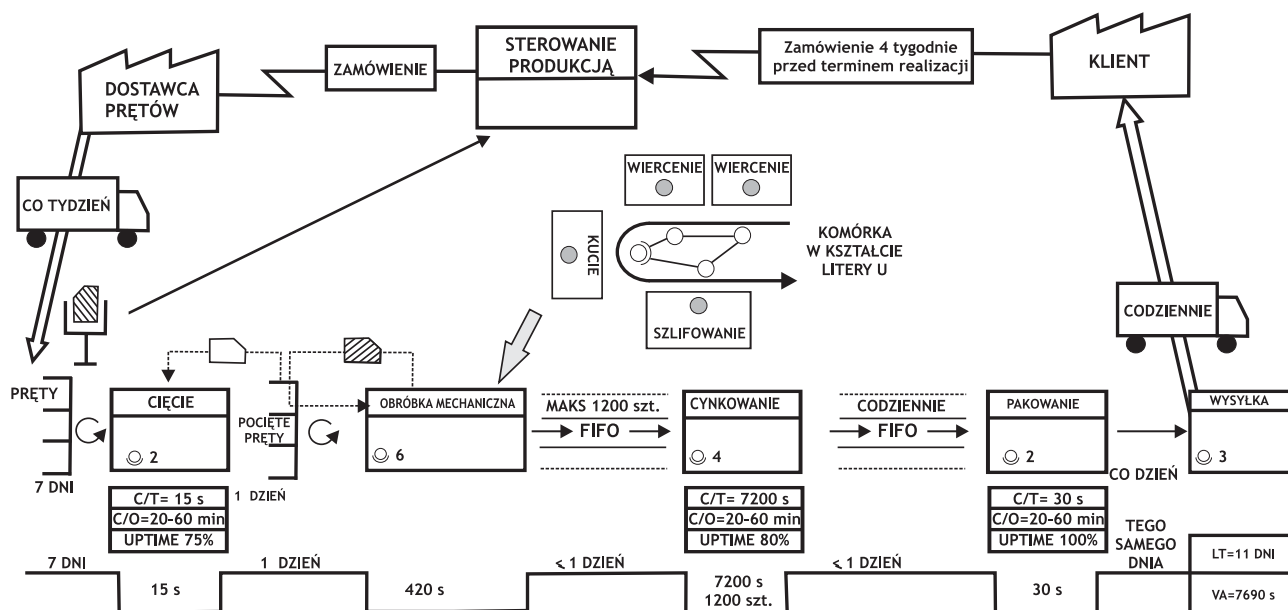 DOSTAWCA
PRĘTÓW
ZAMÓWIENIE
STEROWANIE
PRODUKCJĄ
Zamówienie 4 tygodnie
przed terminem realizacji
KLIENT
CO TYDZIEŃ
WIERCENIE
WIERCENIE
KUCIE
KOMÓRKA
W KSZTAŁCIE
LITERY U
SZLIFOWANIE
CODZIENNIE
PRĘTY
CIĘCIE
POCIĘTE
PRĘTY
OBRÓBKA MECHANICZNA
MAKS 1200 szt.
FIFO
CYNKOWANIE
CODZIENNIE
FIFO
PAKOWANIE
WYSYŁKA
2
6
4
2
3
CO DZIEŃ
7 DNI
1 DZIEŃ
C/T= 15 s
C/O=20-60 min
UPTIME 75%
C/T= 7200 s
C/O=20-60 min
UPTIME 80%
C/T= 30 s
C/O=20-60 min
UPTIME 100%
TEGO
SAMEGO
DNIA
7 DNI
1 DZIEŃ
< 1 DZIEŃ
< 1 DZIEŃ
LT=11 DNI
15 s
420 s
7200 s
1200 szt.
30 s
VA=7690 s